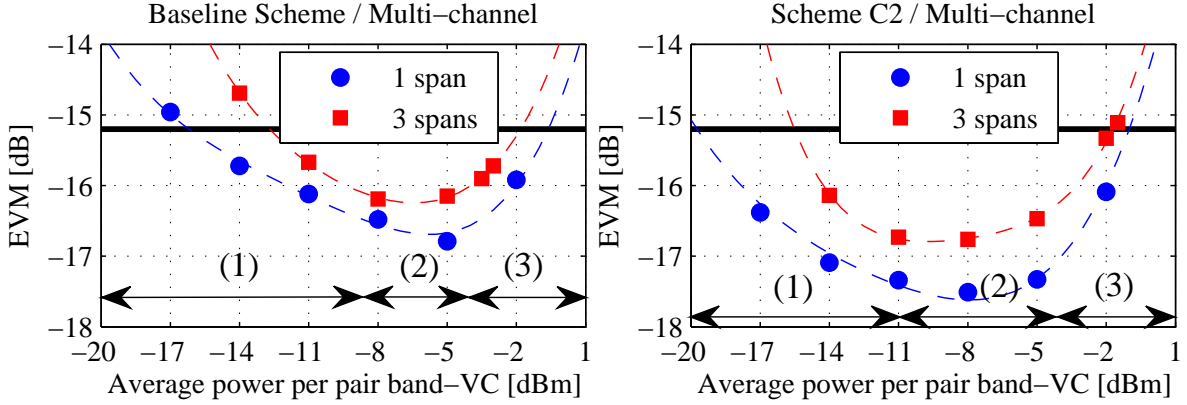 Baseline Scheme / Multi−channel
−14
−15
−16
−17
−18
EVM [dB]
1 span
3 spans
(1)
(2)
(3)
−20 −17 −14 −11 −8 −5 −2 1
Average power per pair band−VC [dBm]
Scheme C2 / Multi−channel
−14
−15
−16
−17
−18
EVM [dB]
1 span
3 spans
(1)
(2)
(3)
−20 −17 −14 −11 −8 −5 −2 1
Average power per pair band−VC [dBm]